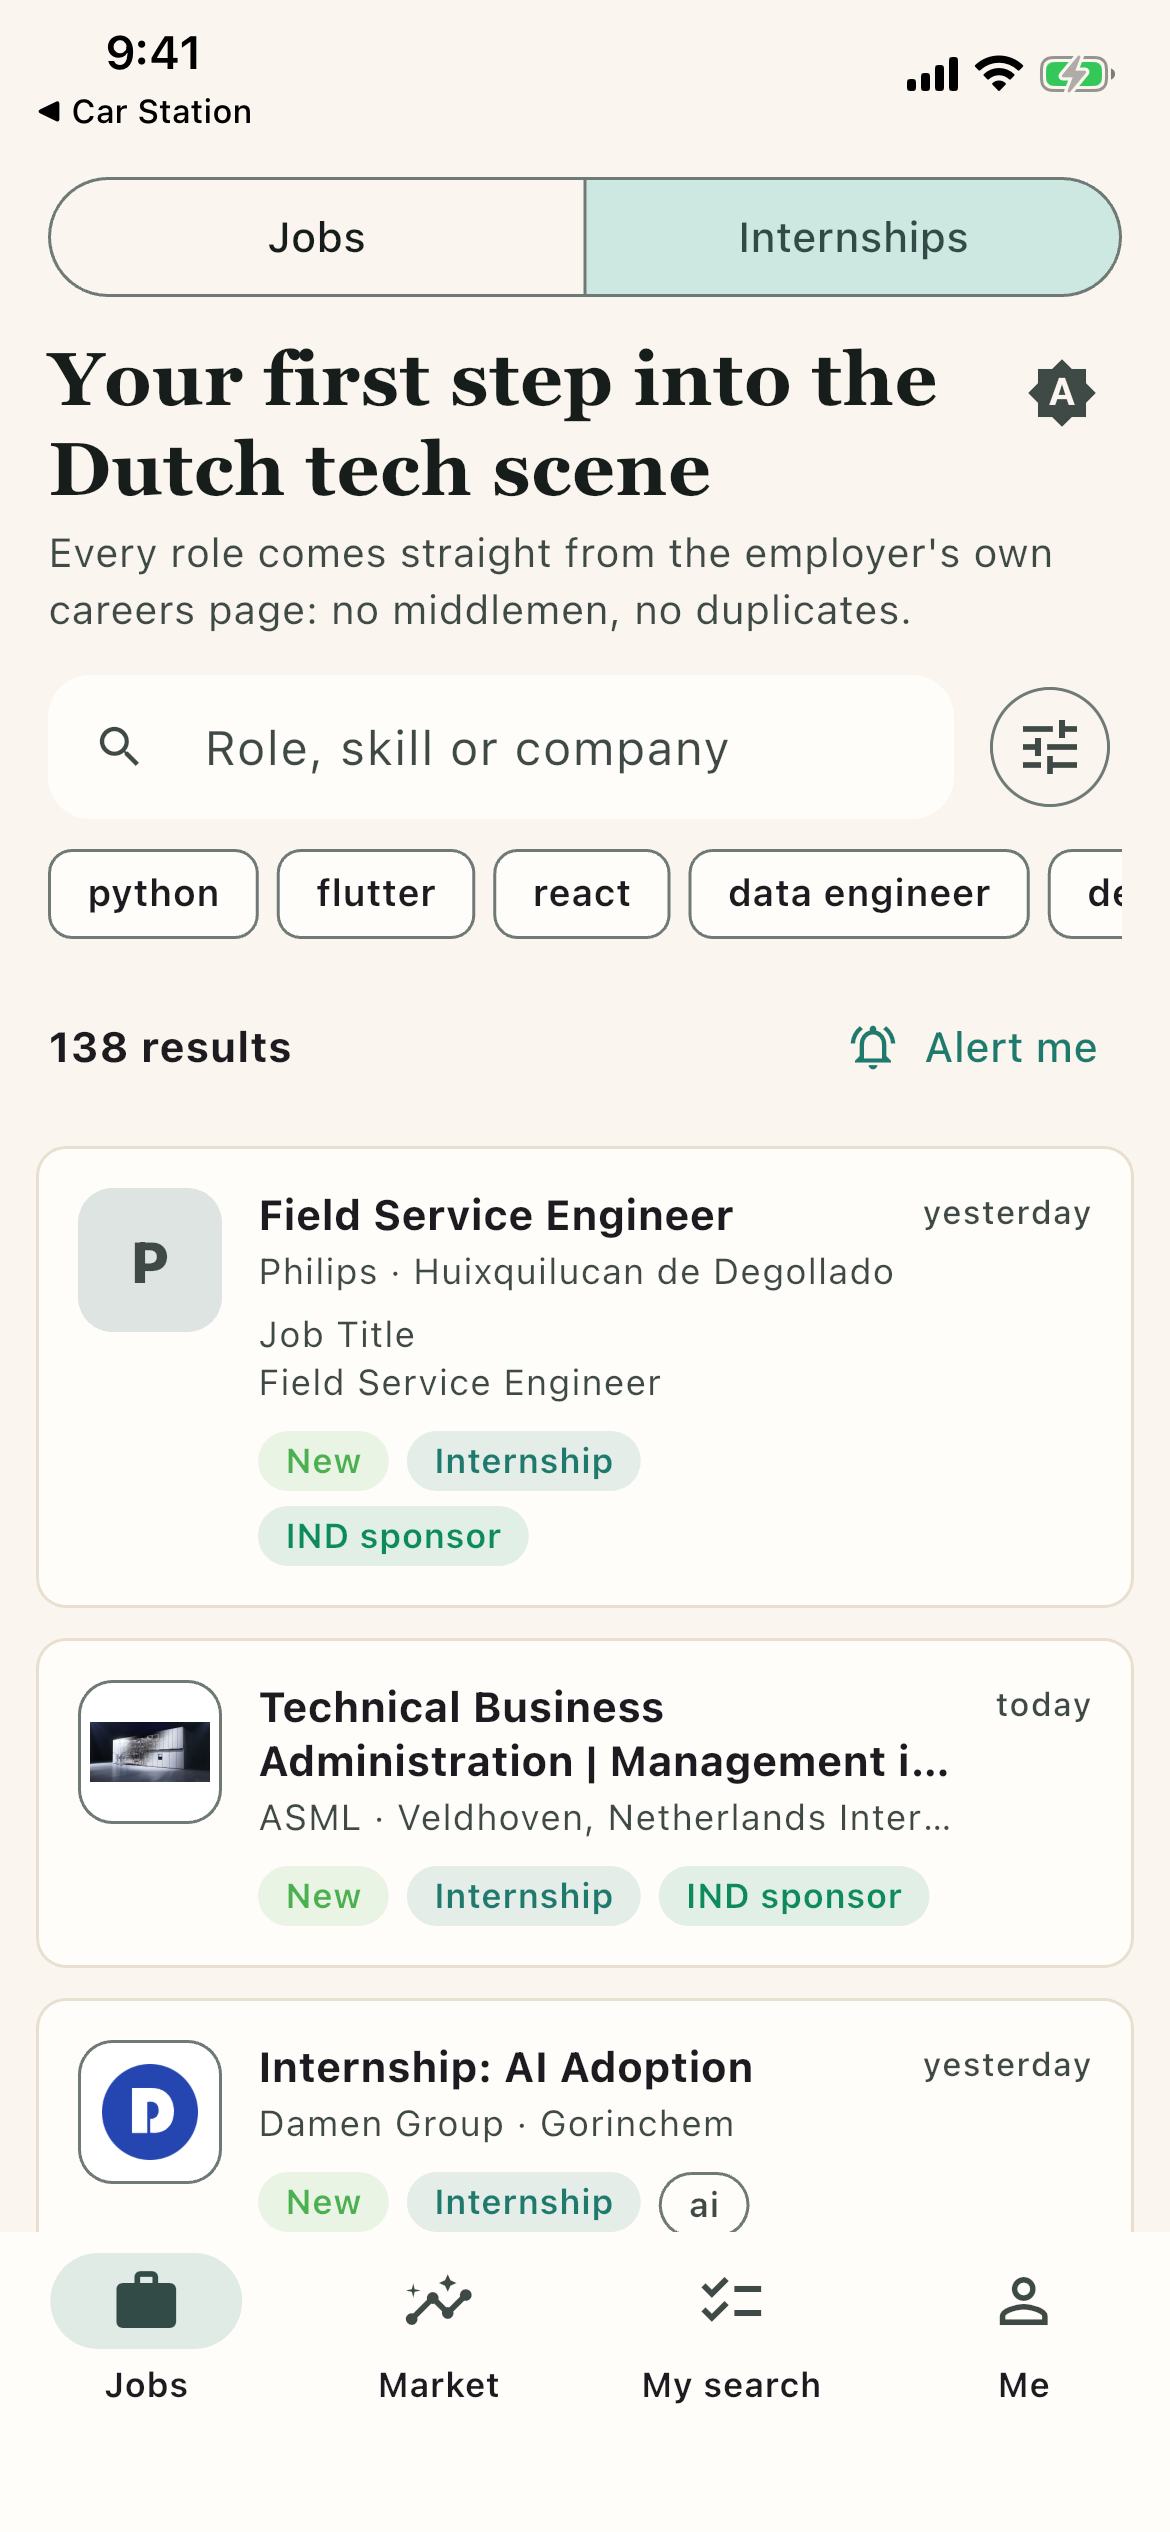 9:41
Car Station
Jobs
Internships
Your first step into the
Dutch tech scene
A
Every role comes straight from the employer's own
careers page: no middlemen, no duplicates.
Role, skill or company
python
flutter
react
data engineer
de
138 results
Alert me
P
Field Service Engineer
yesterday
Philips · Huixquilucan de Degollado
Job Title
Field Service Engineer
New
Internship
IND sponsor
Technical Business
Administration | Management i...
today
ASML · Veldhoven, Netherlands Inter...
New
Internship
IND sponsor
D
Internship: AI Adoption
yesterday
Damen Group · Gorinchem
New
Internship
ai
Jobs
Market
My search
Me